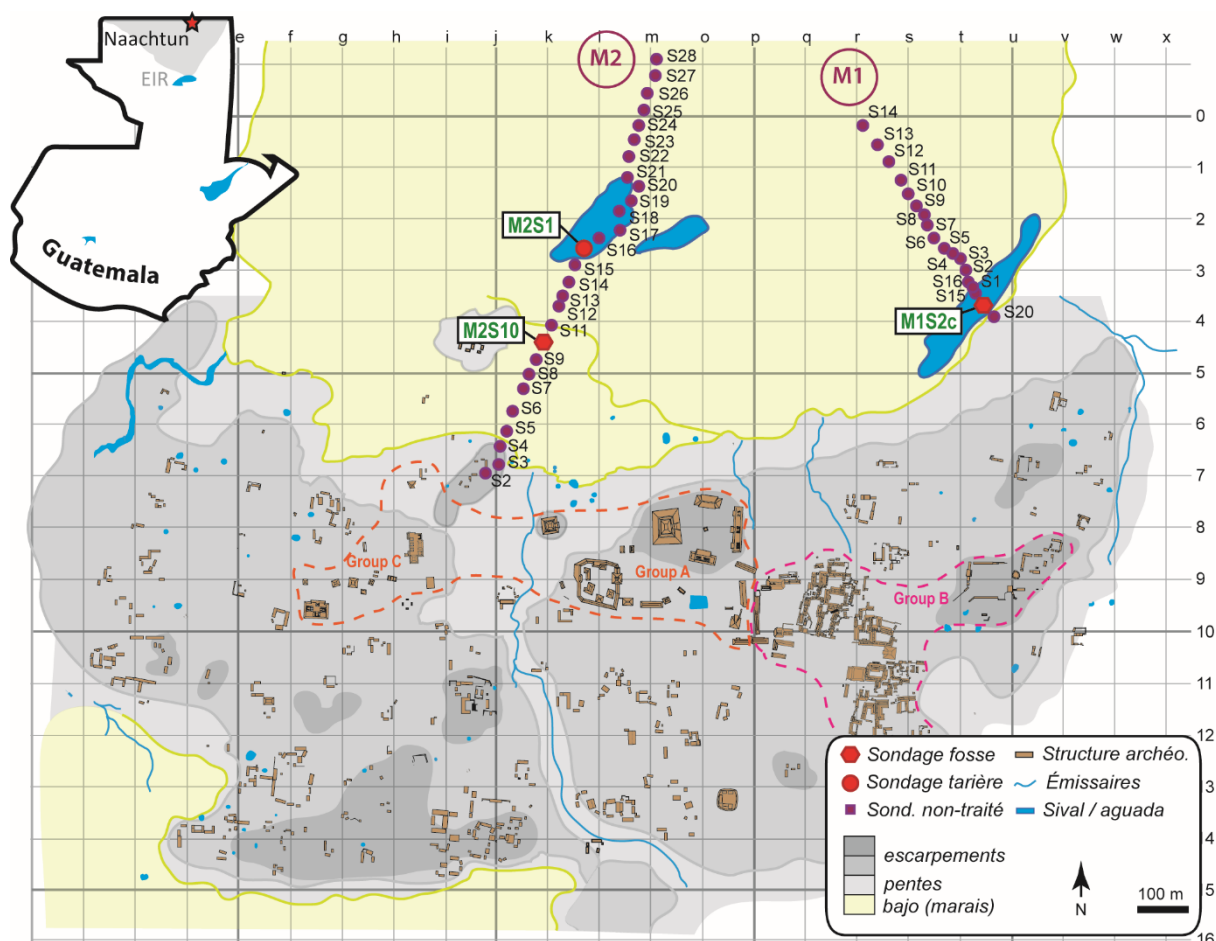 Naachtun
EIR
Guatemala
e f g h i j k l m o p q r s t u v w x
M2
M1
S28
S27
S26
S25
S24
S23
S22
S21
S20
S19
S18
S17
S16
S15
S14
S13
S12
S11
S9
S8
S7
S6
S5
S4
S3
S2
M2S1
M2S10
S14
S13
S12
S11
S10
S9
S8
S7
S6
S5
S4
S3
S2
S16
S1
S15
S20
M1S2c
0
1
2
3
4
5
6
7
8
9
10
11
12
13
14
15
16
Group C
Group A
Group B
Sondage fosse
Sondage tarière
Sond. non-traité
Structure archéo.
Émissaires
Sival / aguada
escarpements
pentes
bajo (marais)
N
100 m